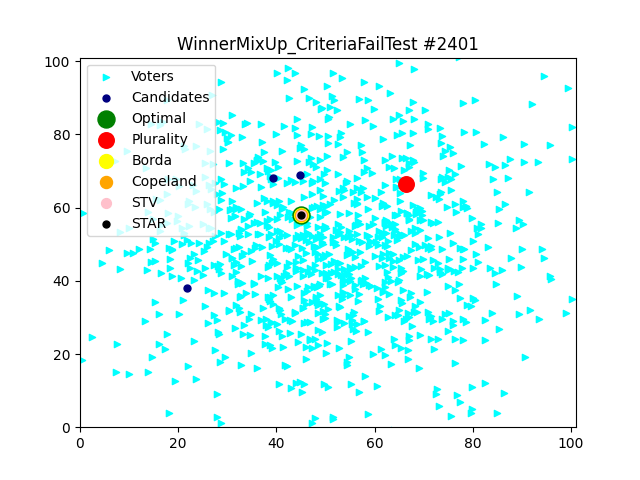 WinnerMixUp_CriteriaFailTest #2401
100
80
60
40
20
0
Voters
Candidates
Optimal
Plurality
Borda
Copeland
STV
STAR
0 20 40 60 80 100